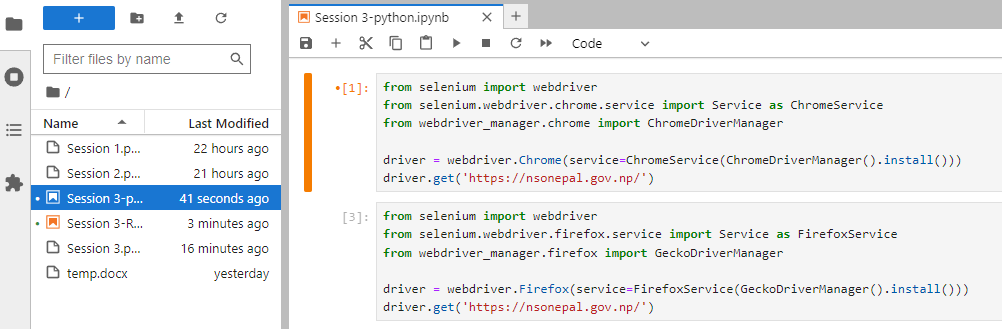 Filter files by name
/
Name Last Modified
Session 1.p... 22 hours ago
Session 2.p... 21 hours ago
Session 3-p... 41 seconds ago
Session 3-R... 3 minutes ago
Session 3.p... 16 minutes ago
temp.docx yesterday
Session 3-python.ipynb
Code
[1]:
from selenium import webdriver
from selenium.webdriver.chrome.service import Service as ChromeService
from webdriver_manager.chrome import ChromeDriverManager
driver = webdriver.Chrome(service=ChromeService(ChromeDriverManager().install()))
driver.get('https://nsonepal.gov.np/')
[3]:
from selenium import webdriver
from selenium.webdriver.firefox.service import Service as FirefoxService
from webdriver_manager.firefox import GeckoDriverManager
driver = webdriver.Firefox(service=FirefoxService(GeckoDriverManager().install()))
driver.get('https://nsonepal.gov.np/')